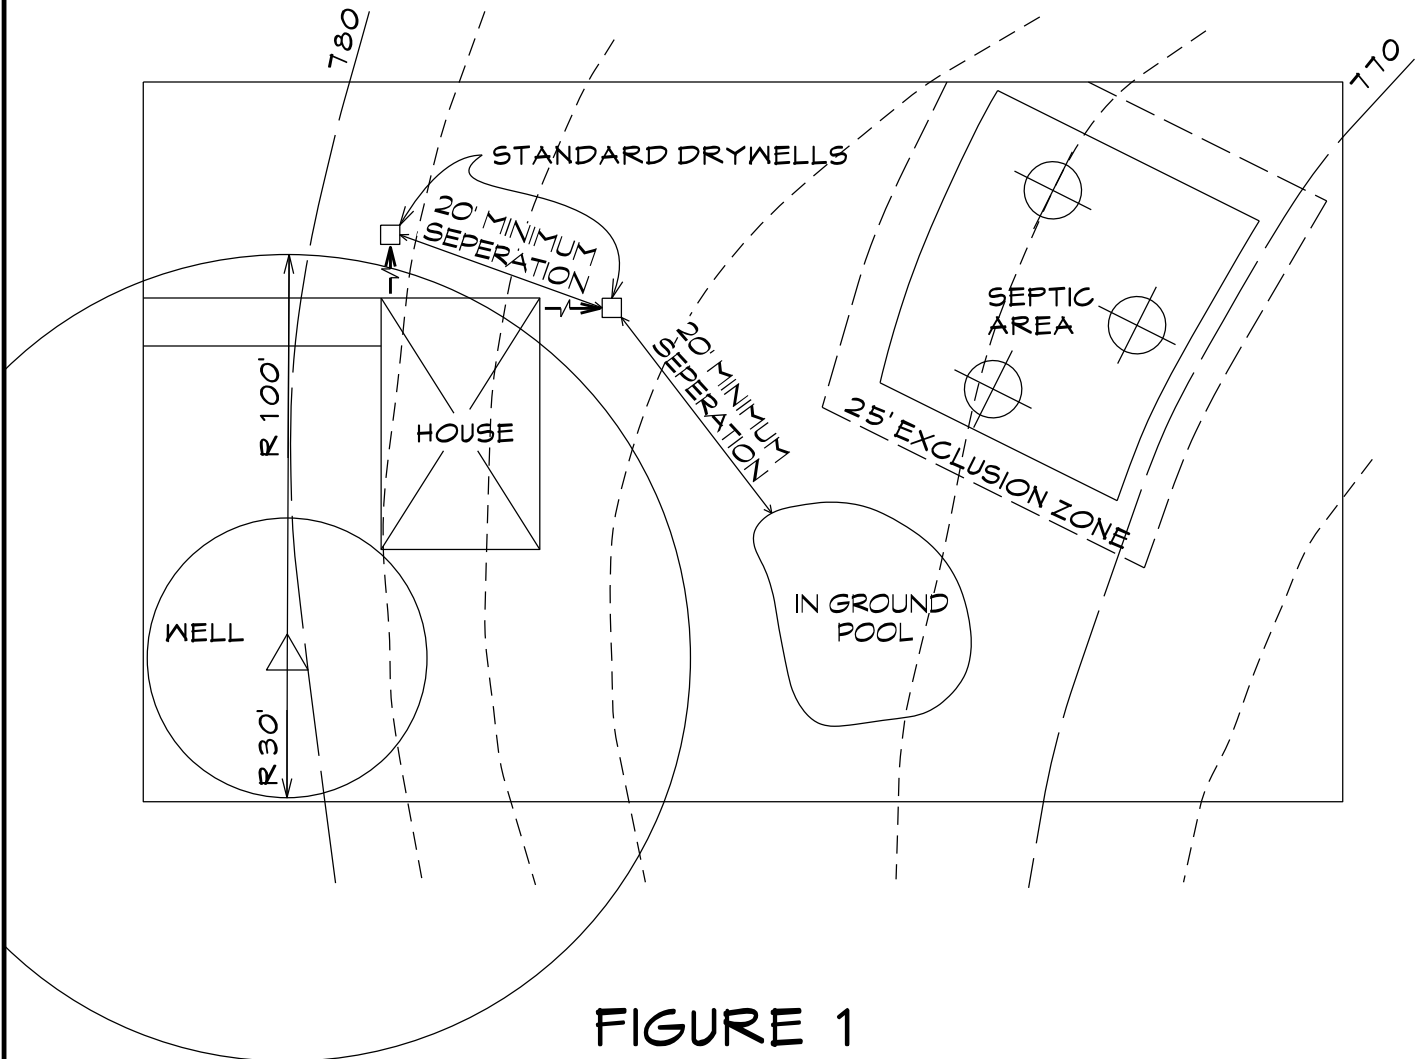 780
770
STANDARD DRYWELLS
20' MINIMUM
SEPERATION
SEPTIC
AREA
20' MINIMUM
SEPERATION
R 100'
HOUSE
25' EXCLUSION ZONE
IN GROUND
POOL
WELL
R 30'
FIGURE 1